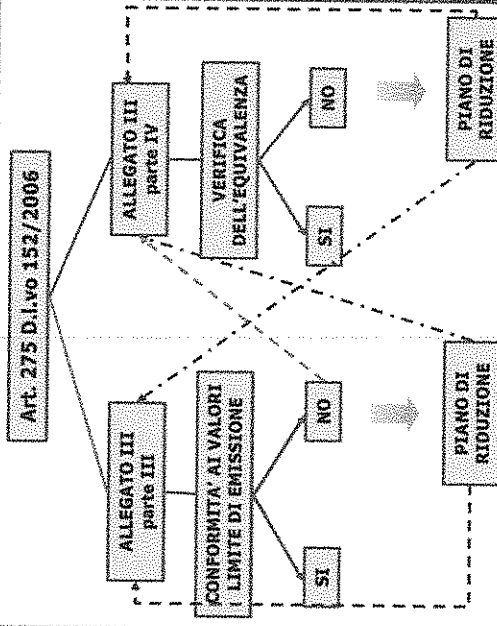 Art. 275 D.l.vo 152/2006
ALLEGATO III
parte III
ALLEGATO III
parte IV
CONFORMITA' AI VALORI
LIMITE DI EMISSIONE
VERIFICA
DELL'EQUIVALENZA
SI
NO
SI
NO
PIANO DI
RIDUZIONE
PIANO DI
RIDUZIONE